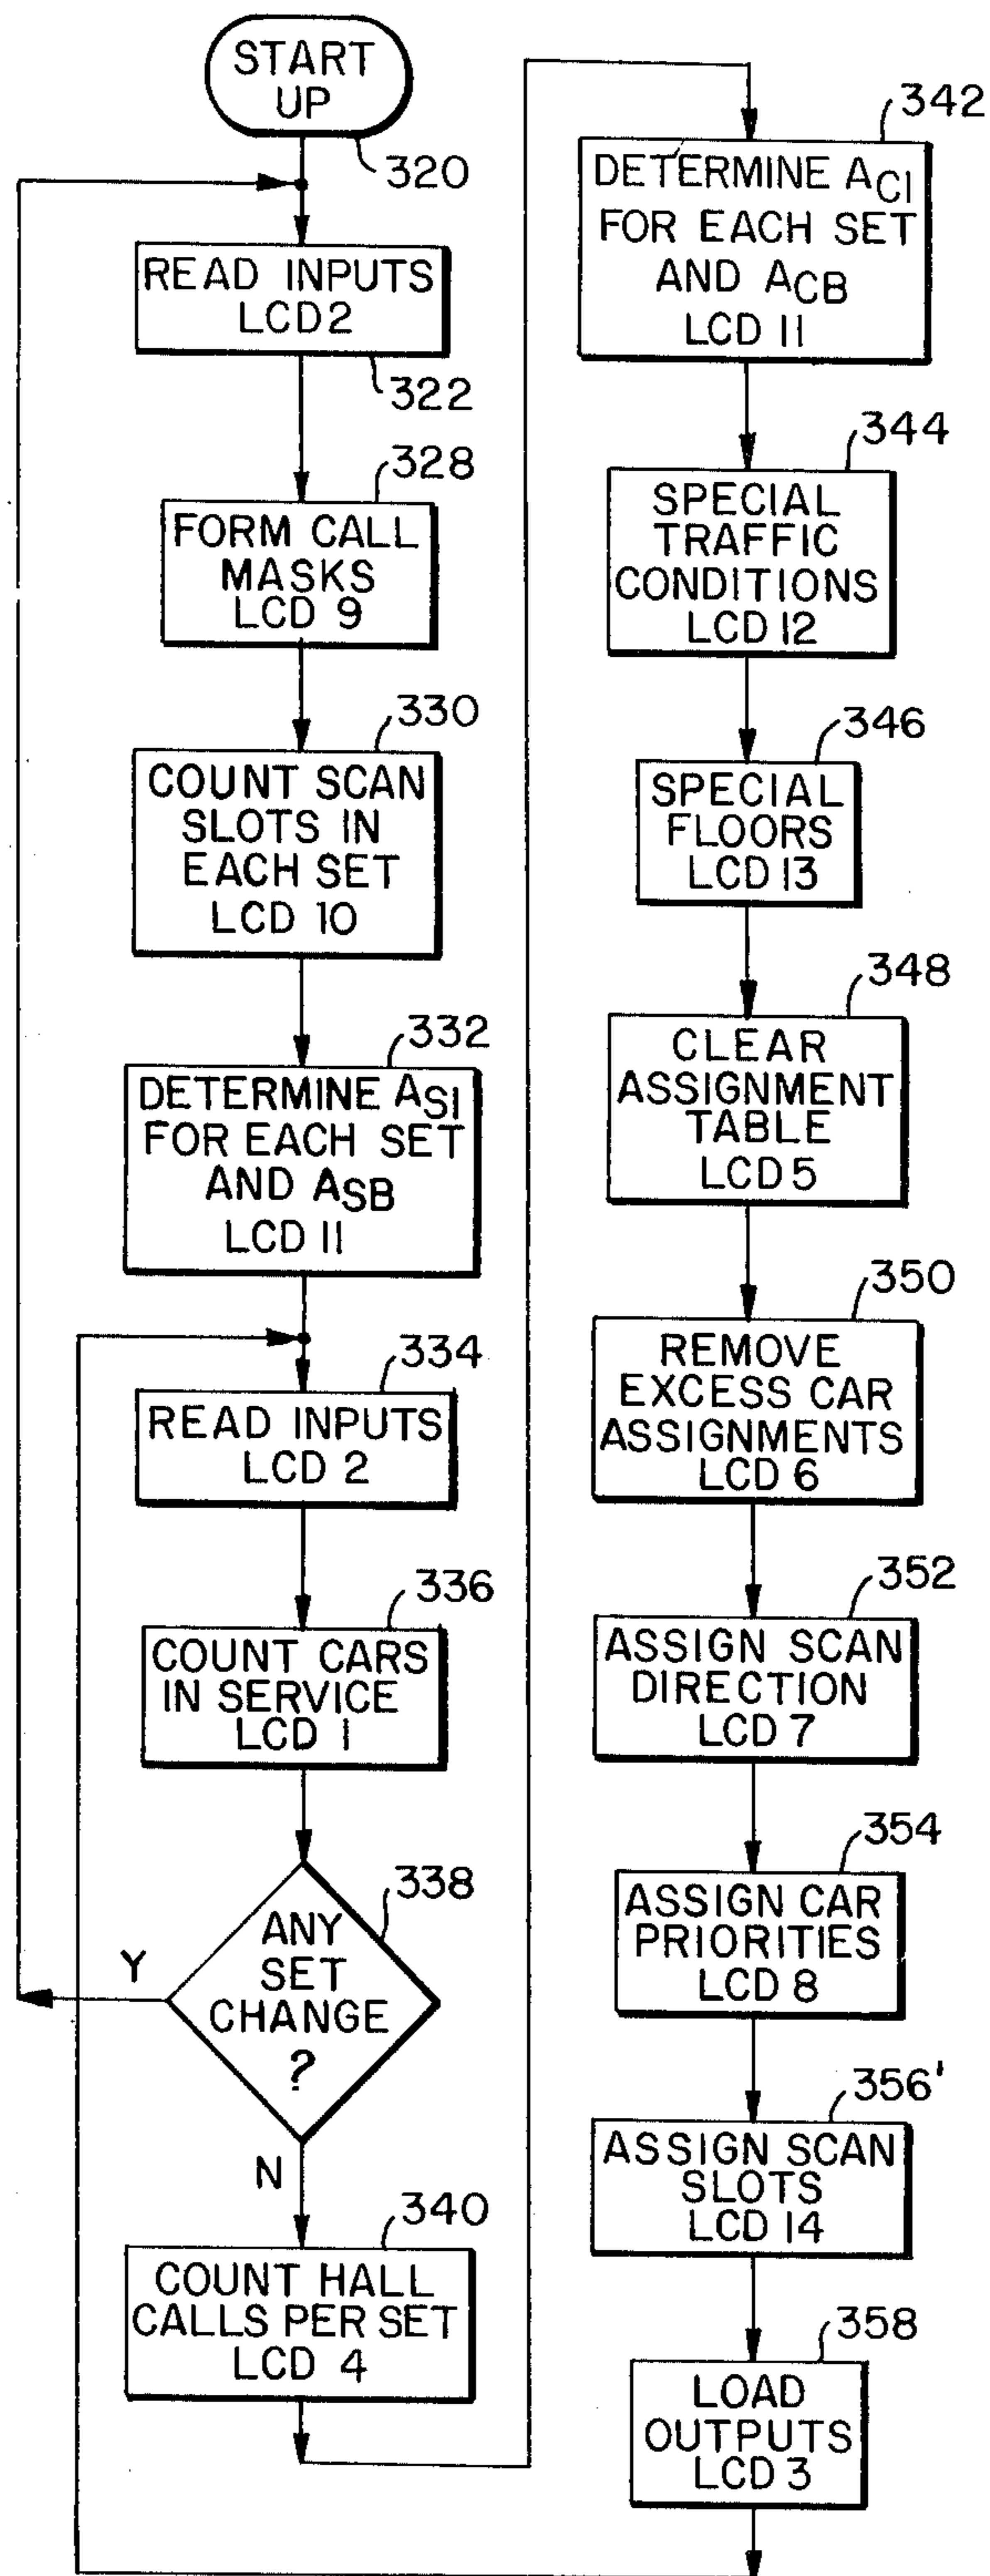 START
UP
320
READ INPUTS
LCD2
322
328
FORM CALL
MASKS
LCD 9
330
COUNT SCAN
SLOTS IN
EACH SET
LCD 10
332
DETERMINE ASI
FOR EACH SET
AND ASB
LCD 11
334
READ INPUTS
LCD 2
336
COUNT CARS
IN SERVICE
LCD 1
338
ANY
SET
CHANGE
?
Y
N
340
COUNT HALL
CALLS PER SET
LCD 4
342
DETERMINE ACI
FOR EACH SET
AND ACB
LCD 11
344
SPECIAL
TRAFFIC
CONDITIONS
LCD 12
346
SPECIAL
FLOORS
LCD 13
348
CLEAR
ASSIGNMENT
TABLE
LCD 5
350
REMOVE
EXCESS CAR
ASSIGNMENTS
LCD 6
352
ASSIGN SCAN
DIRECTION
LCD 7
354
ASSIGN CAR
PRIORITIES
LCD 8
356'
ASSIGN SCAN
SLOTS
LCD 14
358
LOAD
OUTPUTS
LCD 3